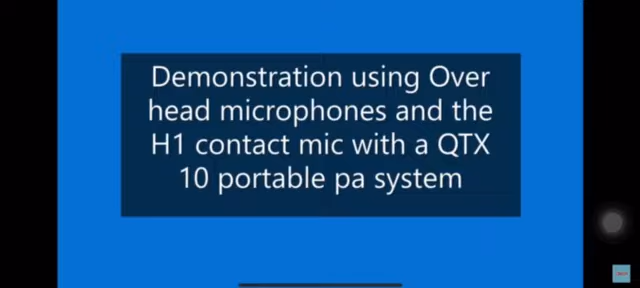 Demonstration using Over
head microphones and the
H1 contact mic with a QTX
10 portable pa system